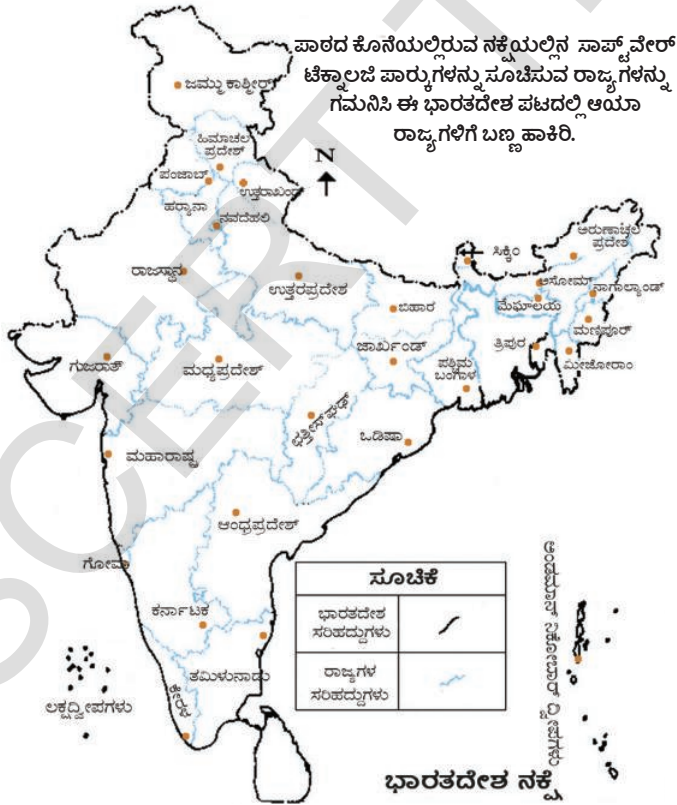 ಪಾಠದ ಕೊನೆಯಲ್ಲಿರುವ ನಕ್ಷೆಯಲ್ಲಿನ ಸಾಪ್ಟ್‌ವೇರ್
ಟೆಕ್ನಾಲಜಿ ಪಾರ್ಕುಗಳನ್ನು ಸೂಚಿಸುವ ರಾಜ್ಯಗಳನ್ನು
ಗಮನಿಸಿ ಈ ಭಾರತದೇಶ ಪಟದಲ್ಲಿ ಆಯಾ
ರಾಜ್ಯಗಳಿಗೆ ಬಣ್ಣ ಹಾಕಿರಿ.
ಜಮ್ಮು ಕಾಶ್ಮೀರ್
N
ಹಿಮಾಚಲ
ಪ್ರದೇಶ್
ಪಂಜಾಬ್
ಉತ್ತರಾಖಂಡ
ಹರ್‍ಯಾನಾ
ನವದೆಹಲಿ
ಅರುಣಾಚಲ
ಪ್ರದೇಶ
ಸಿಕ್ಕಿಂ
ರಾಜಸ್ಥಾನ
ಉತ್ತರಪ್ರದೇಶ
ಅಸೋಮಾ
ನಾಗಾಲ್ಯಾಂಡ್
ಬಿಹಾರ
ಮೇಘಾಲಯ
ಮಣಿಪೂರ್
ಜಾರ್ಖಂಡ್
ತ್ರಿಪುರ
ಗುಜರಾತ್
ಮಧ್ಯಪ್ರದೇಶ್
ಪಶ್ಚಿಮ
ಬಂಗಾಳ
ಮೀಜೋರಾಂ
ಛತ್ತೀಸ್‌ಘಡ್
ಒಡಿಷಾ
ಮಹಾರಾಷ್ಟ್ರ
ಆಂಧ್ರಪ್ರದೇಶ್
ಗೋವಾ
ಕರ್ನಾಟಕ
ತಮಿಳುನಾಡು
ಕೇರಳ
ಲಕ್ಷದ್ವೀಪಗಳು
ಸೂಚಿಕೆ
ಭಾರತದೇಶ
ಸರಿಹದ್ದುಗಳು
ರಾಜ್ಯಗಳ
ಸರಿಹದ್ದುಗಳು
ಅಂಡಮಾನ್ ನಿಕೋಬಾರ್ ದ್ವೀಪಗಳು
ಭಾರತದೇಶ ನಕ್ಷೆ
SCERT